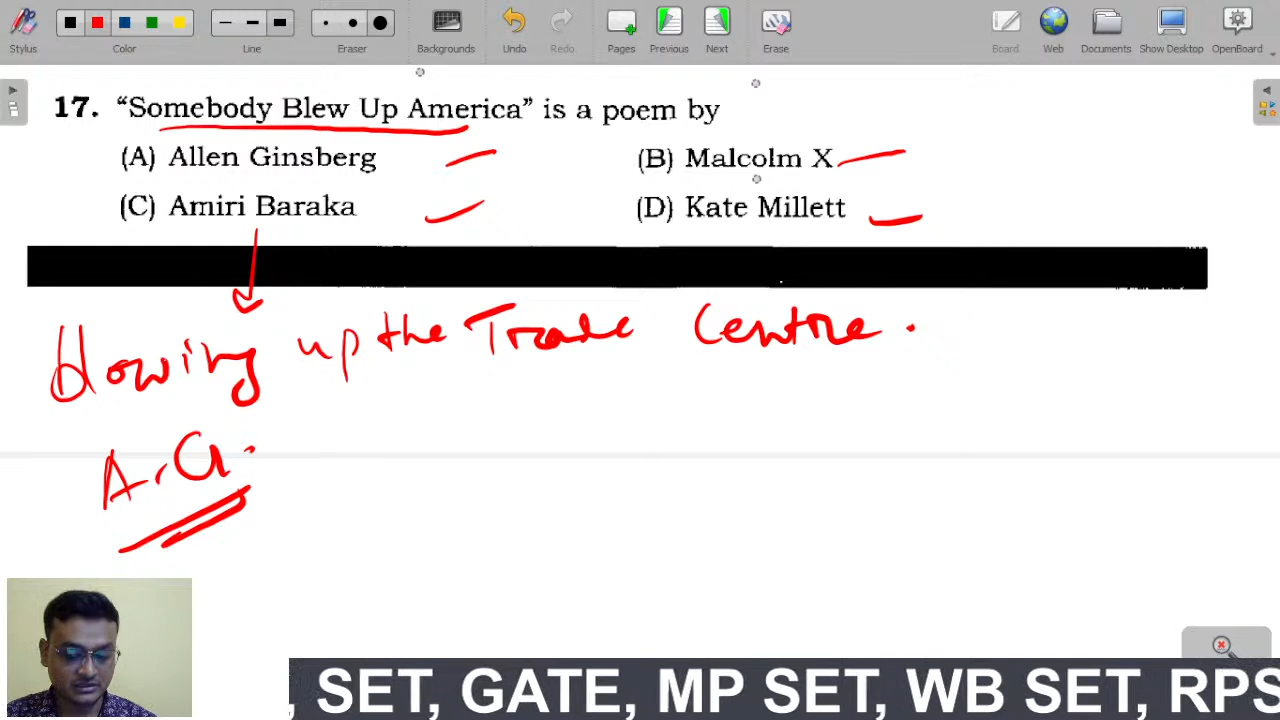 Stylus Color Line Eraser Backgrounds Undo Redo Pages Previous Next Erase Board Web Documents Show Desktop OpenBoard
17. “Somebody Blew Up America” is a poem by
(A) Allen Ginsberg (B) Malcolm X
(C) Amiri Baraka (D) Kate Millett
blowing up the Trade Centre.
, SET, GATE, MP SET, WB SET, RPS